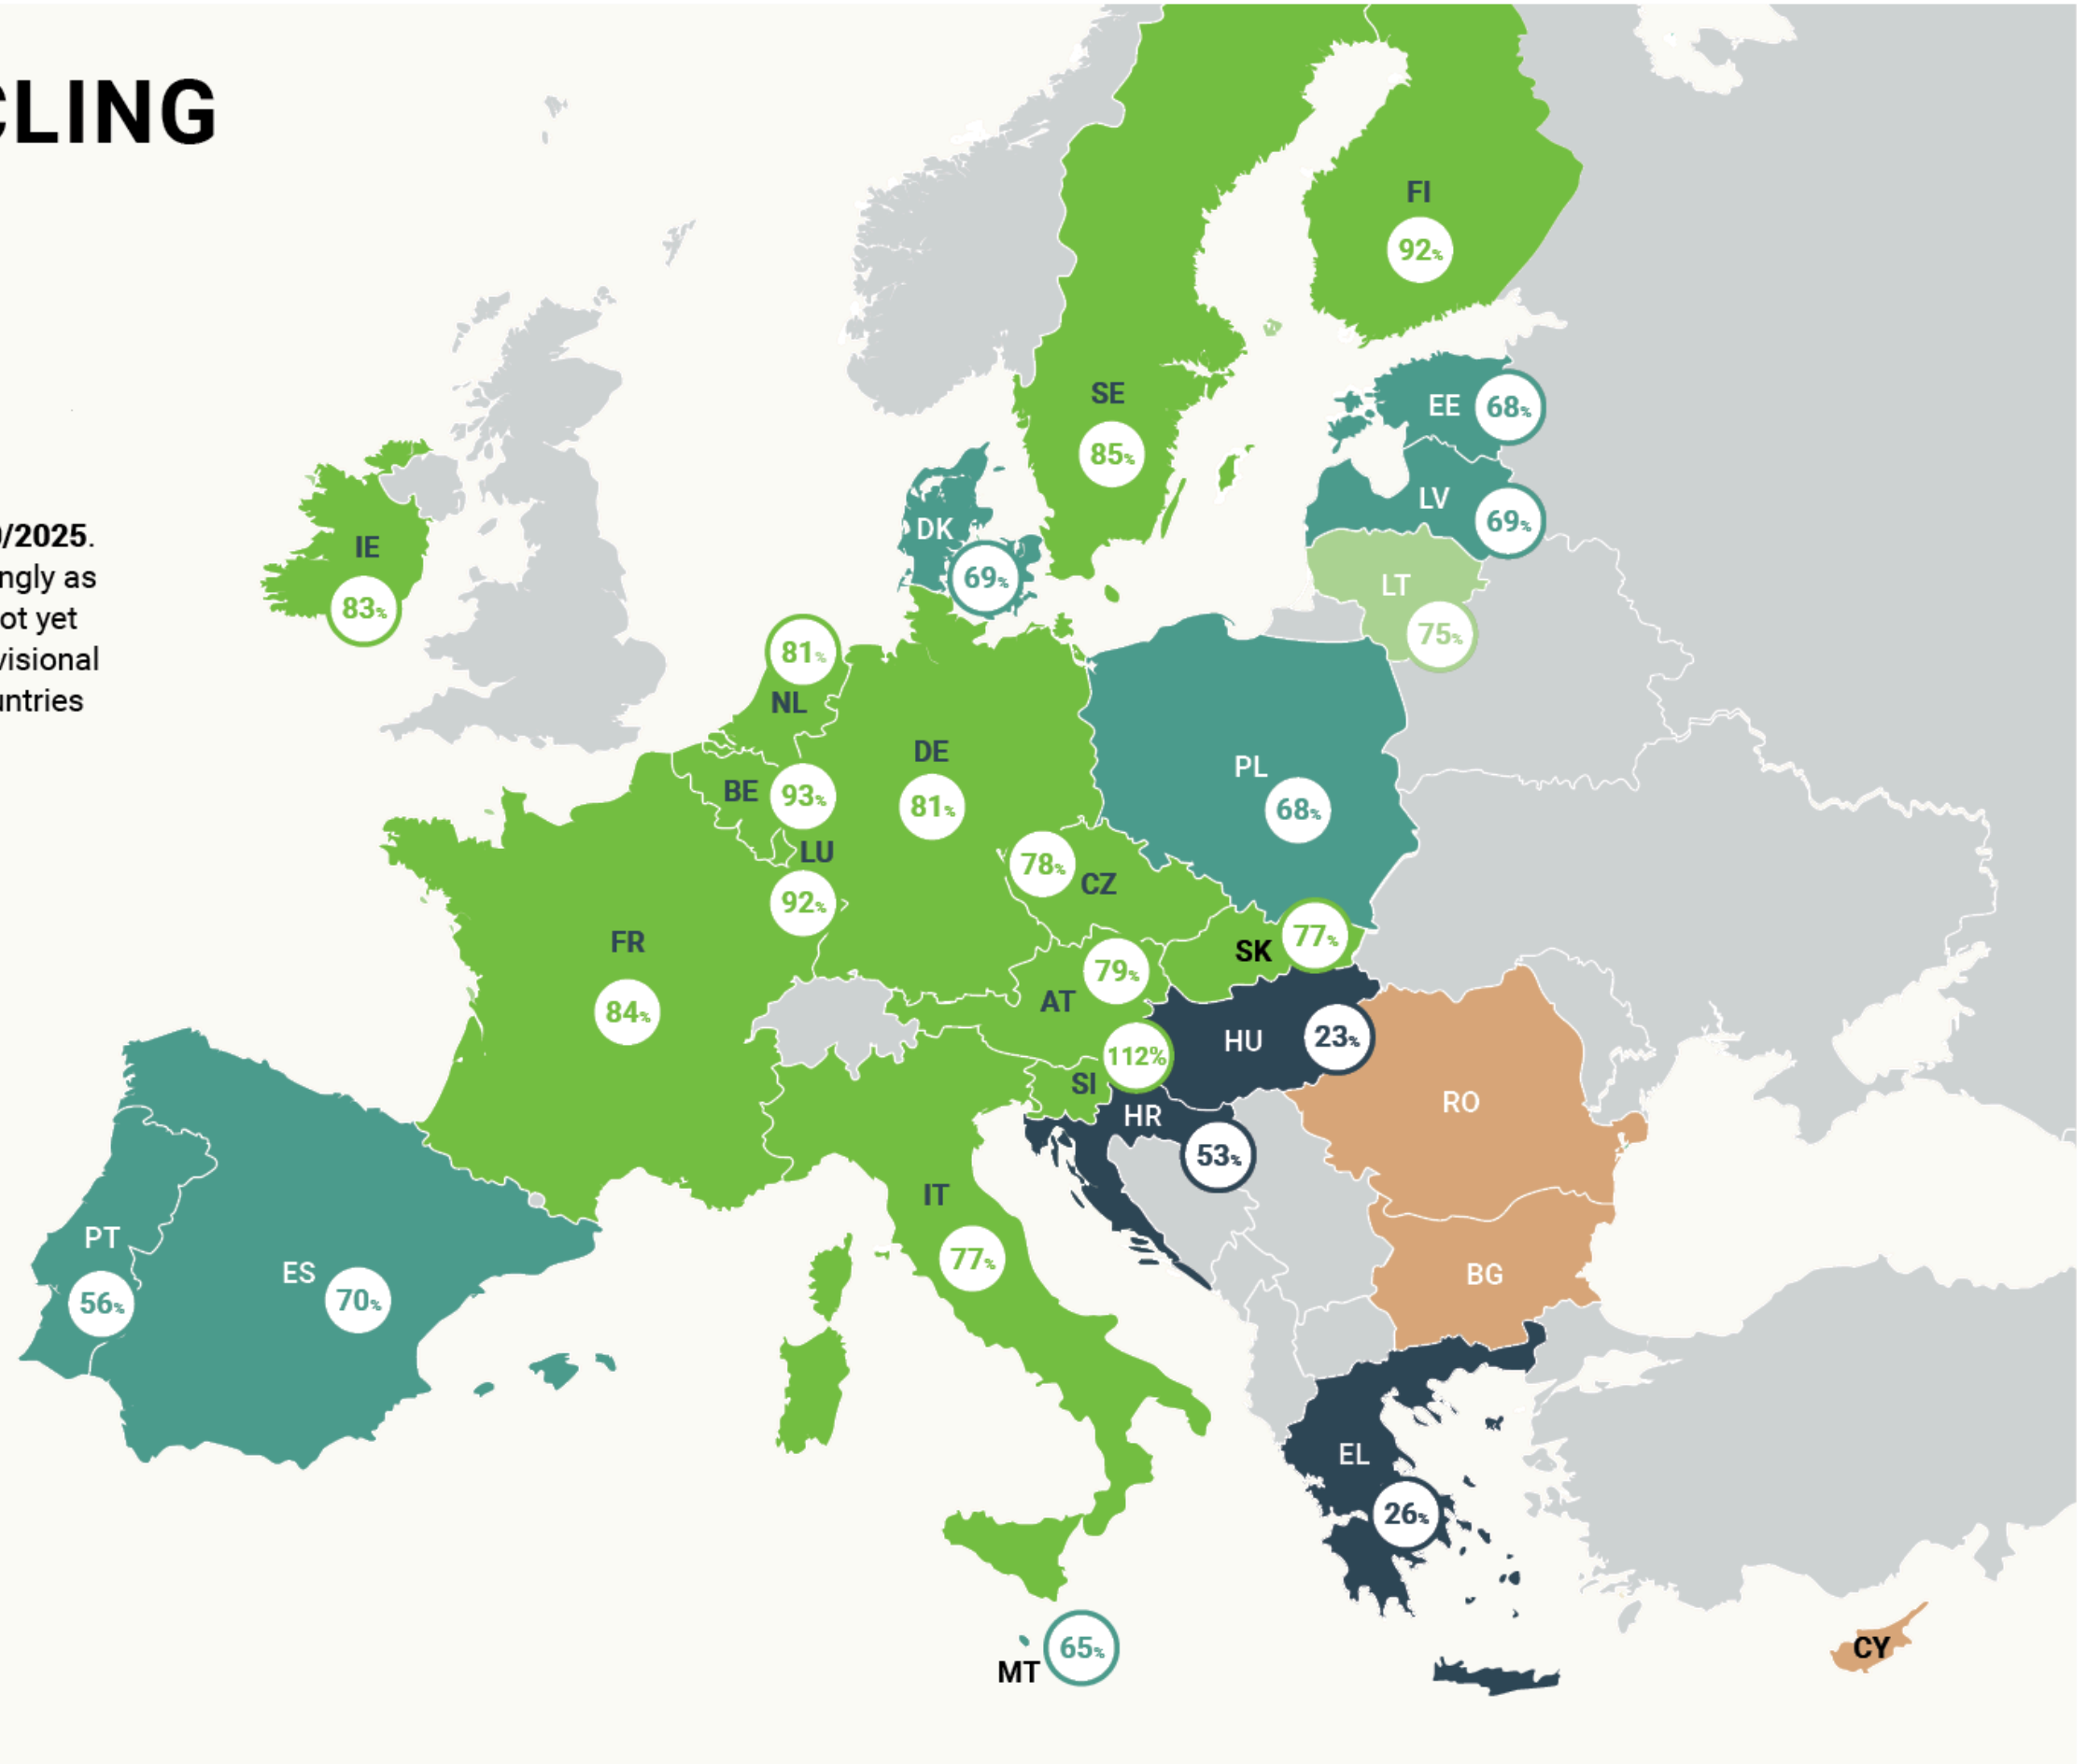 CLING
FI
92%
SE
85%
EE
68%
LV
69%
DK
69%
/2025.
IE
83%
ngly as
ot yet
visional
untries
LT
75%
81%
NL
DE
81%
BE
93%
PL
68%
LU
92%
78%
CZ
FR
84%
SK
77%
79%
AT
112%
SI
HU
23%
HR
53%
RO
IT
77%
PT
56%
ES
70%
BG
EL
26%
MT
65%
CY